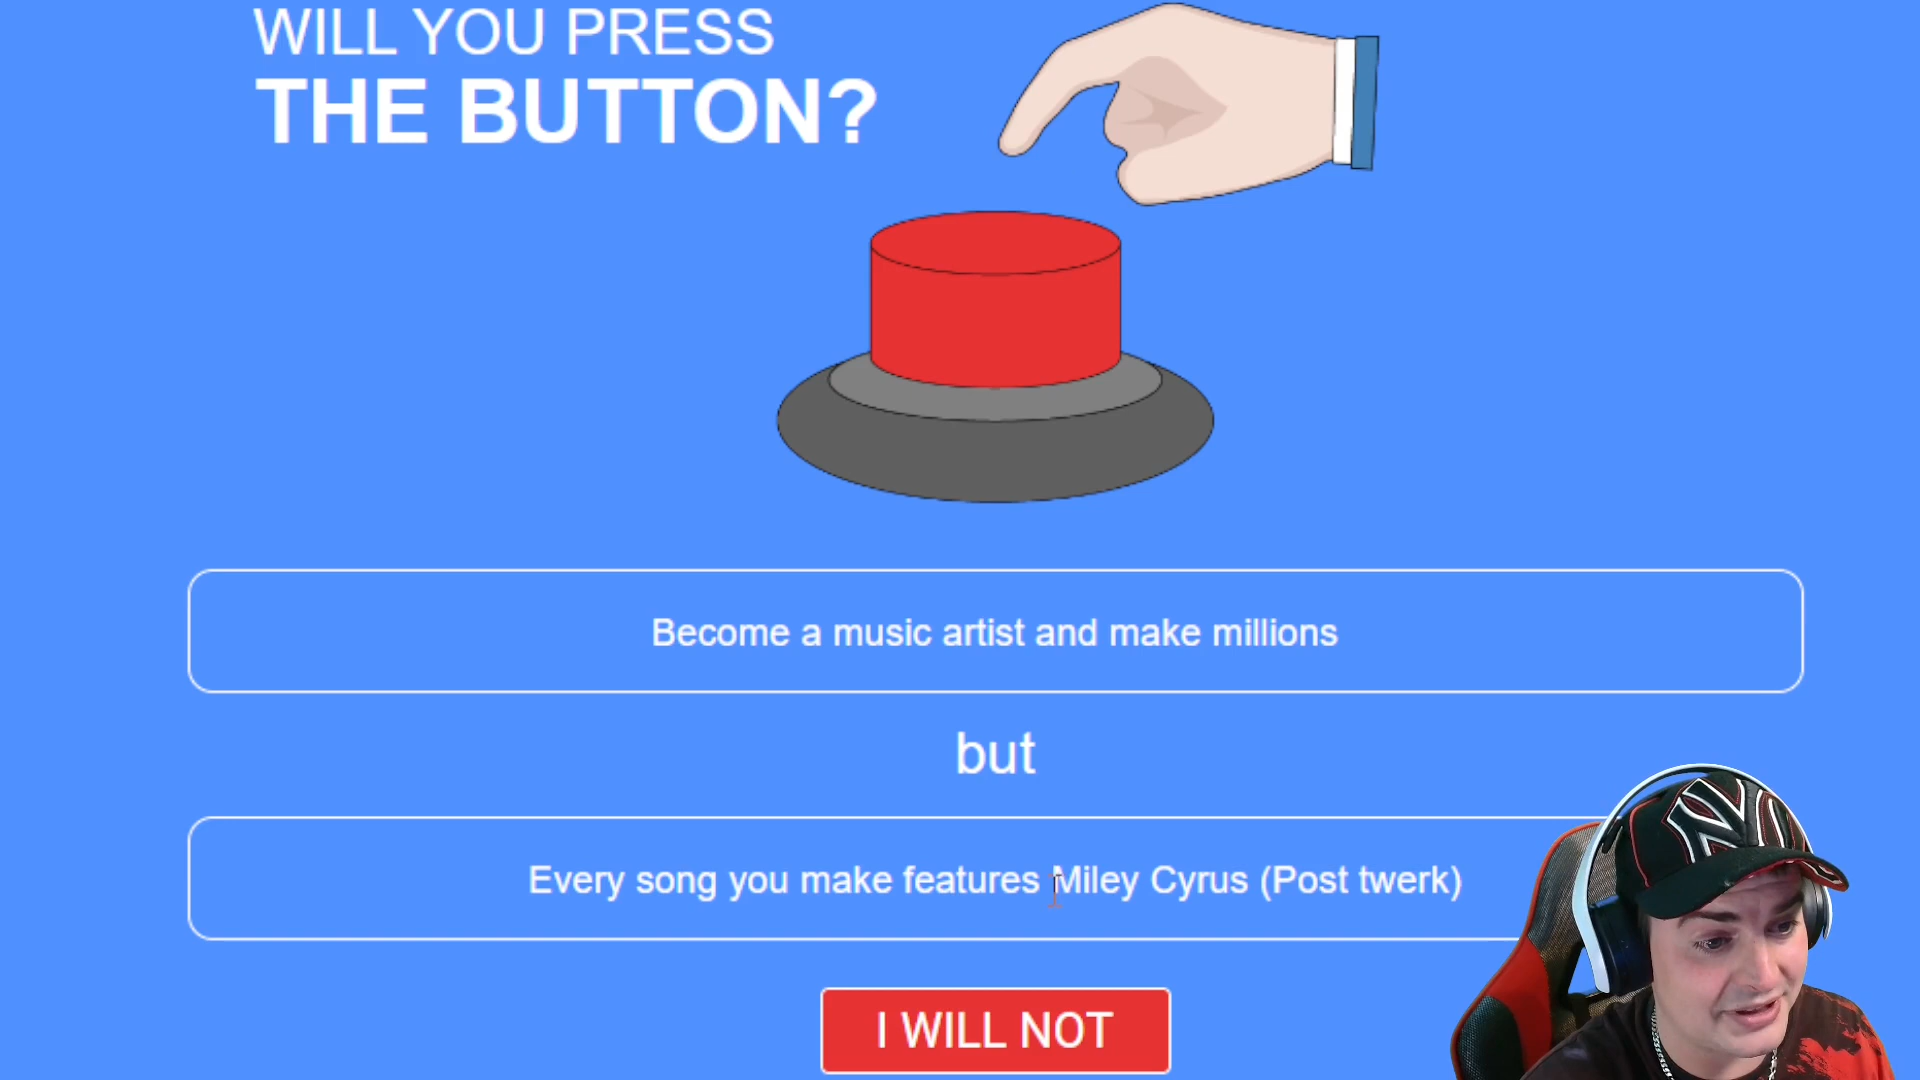 WILL YOU PRESS
THE BUTTON?
Become a music artist and make millions
but
Every song you make features Miley Cyrus (Post twerk)
I WILL NOT